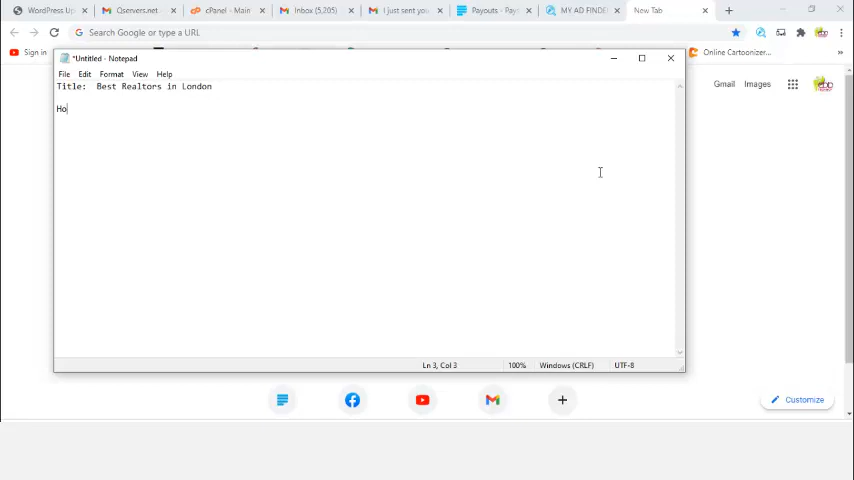 WordPress Up
Qservers.net
cPanel - Main
Inbox (5,205)
I just sent you
Payouts - Pay
MY AD FINDER
New Tab
Search Google or type a URL
Sign in
Online Cartoonizer...
*Untitled - Notepad
File Edit Format View Help
Title: Best Realtors in London
Ho
Gmail Images
Ln 3, Col 3
100%
Windows (CRLF)
UTF-8
Customize